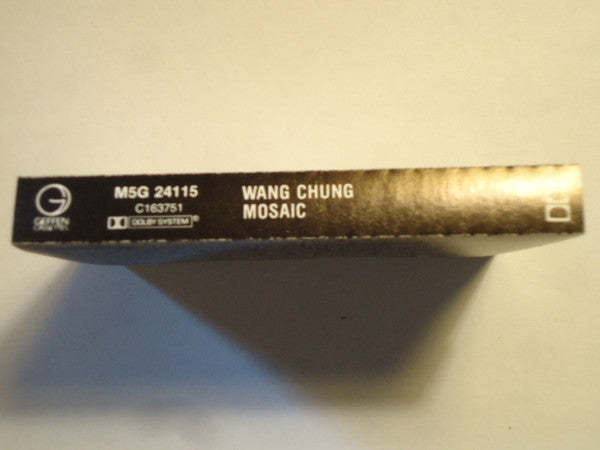 GEFFEN
M5G 24115
C163751
DOLBY SYSTEM®
WANG CHUNG
MOSAIC